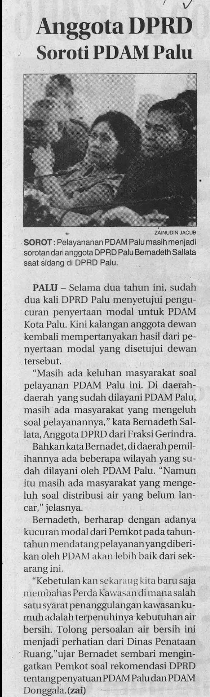 Anggota DPRD
Soroti PDAM Palu
ZAINUDIN JACUB
SOROT : Pelayananan PDAM Palu masih menjadi
sorotan dari anggota DPRD Palu Bernadeth Sallata
saat sidang di DPRD Palu.
PALU – Selama dua tahun ini, sudah
dua kali DPRD Palu menyetujui pengu-
curan penyertaan modal untuk PDAM
Kota Palu. Kini kalangan anggota dewan
kembali mempertanyakan hasil dari pe-
nyertaan modal yang disetujui dewan
tersebut.
"Masih ada keluhan masyarakat soal
pelayanan PDAM Palu ini. Di daerah-
daerah yang sudah dilayani PDAM Palu,
masih ada masyarakat yang mengeluh
soal pelayanannya," kata Bernadeth Sal-
lata, Anggota DPRD dari Fraksi Gerindra.
Bahkan kata Bernadet, di daerah pemil-
ihannya ada beberapa wilayah yang su-
dah dilayani oleh PDAM Palu. "Namun
itu masih ada masyarakat yang menge-
luh soal distribusi air yang belum lan-
car," jelasnya.
Bernadeth, berharap dengan adanya
kucuran modal dari Pemkot pada tahun-
tahun mendatang pelayanan yang diberi-
kan oleh PDAM akan lebih baik dari sek-
arang ini.
"Kebetulan kan sekarang kita baru saja
membahas Perda Kawasan di mana salah
satu syarat penanggulangan kawasan ku-
muh adalah terpenuhinya kebutuhan air
bersih. Tolong persoalan air bersih ini
menjadi perhatian dari Dinas Penataan
Ruang,"ujar Bernadet sembari mengin-
gatkan Pemkot soal rekomendasi DPRD
tentang penyatuan PDAM Palu dan PDAM
Donggala.(zai)